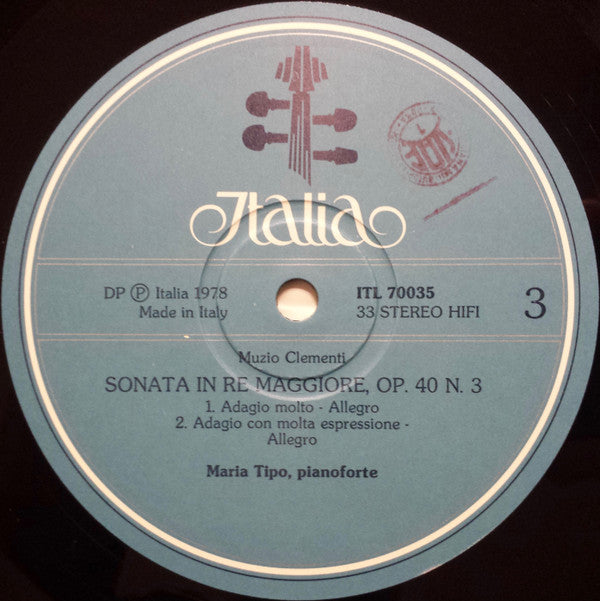 Italia
DP Ⓟ Italia 1978
Made in Italy
ITL 70035
33 STEREO HIFI
3
Muzio Clementi
SONATA IN RE MAGGIORE, OP. 40 N. 3
1. Adagio molto - Allegro
2. Adagio con molta espressione -
Allegro
Maria Tipo, pianoforte